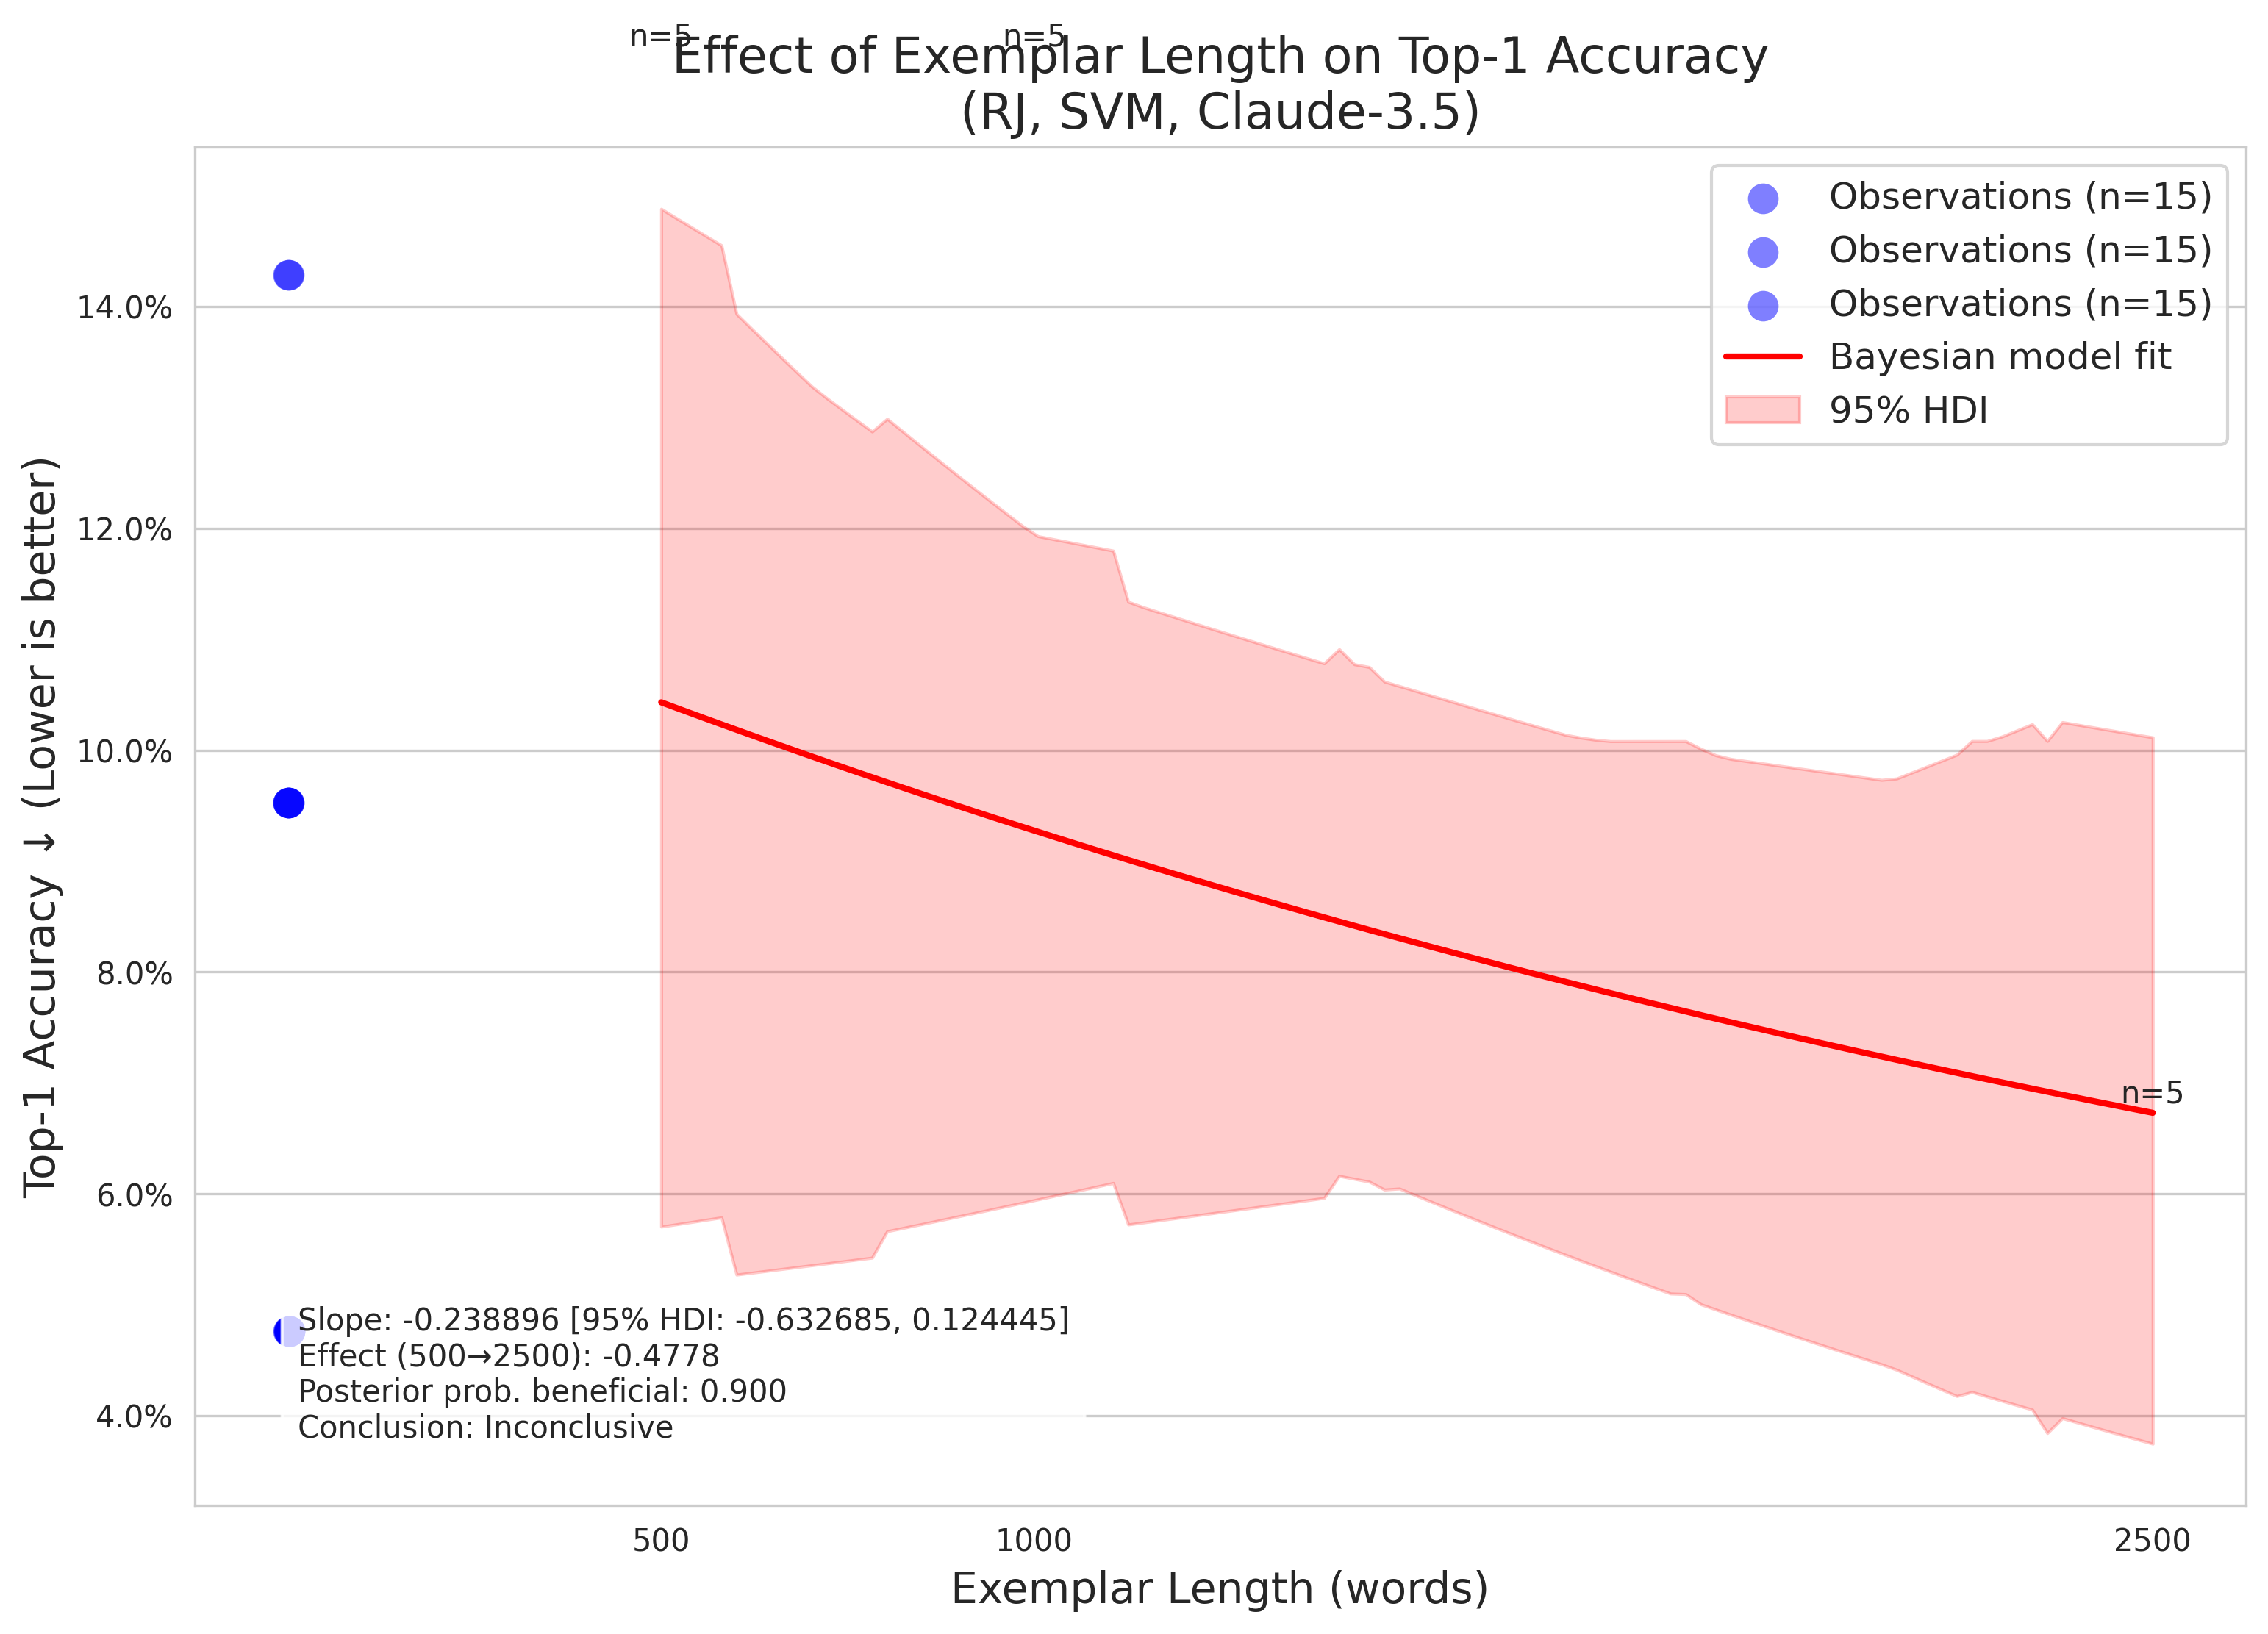 n=5
n=5
Effect of Exemplar Length on Top-1 Accuracy
(RJ, SVM, Claude-3.5)
Observations (n=15)
Observations (n=15)
Observations (n=15)
Bayesian model fit
95% HDI
Top-1 Accuracy ↓ (Lower is better)
14.0%
12.0%
10.0%
8.0%
6.0%
4.0%
n=5
Slope: -0.238896 [95% HDI: -0.632685, 0.124445]
Effect (500→2500): -0.4778
Posterior prob. beneficial: 0.900
Conclusion: Inconclusive
500
1000
2500
Exemplar Length (words)